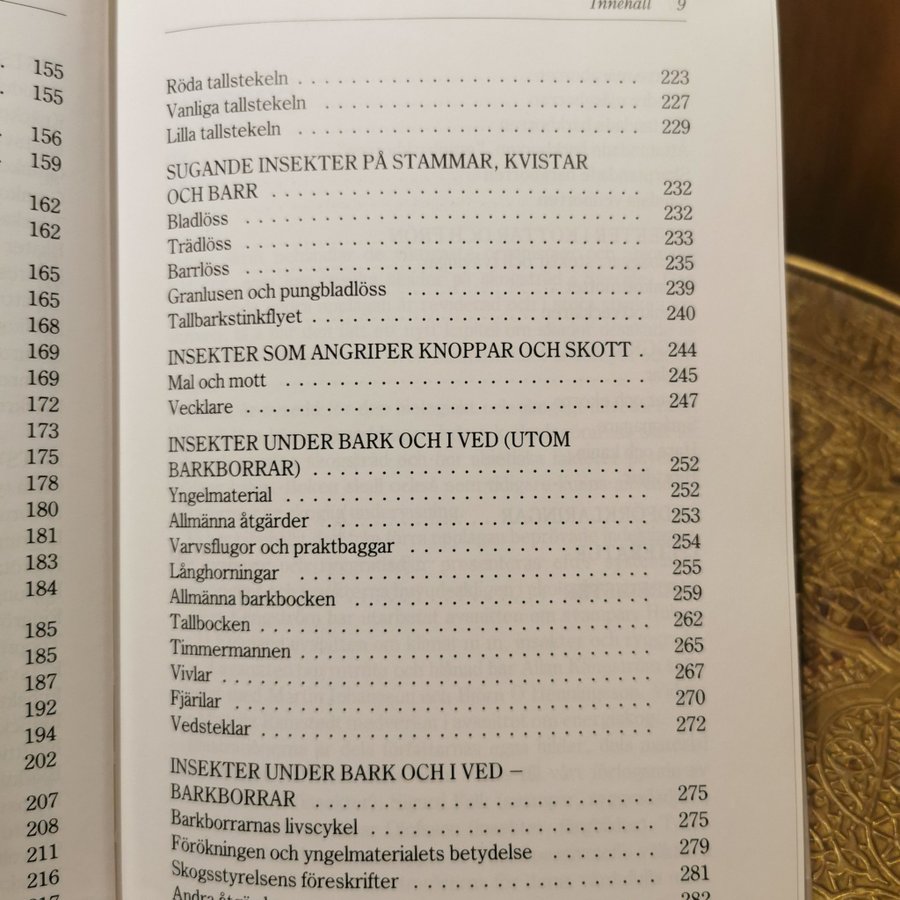 155
155
156
159
162
162
165
165
168
169
169
172
173
175
178
180
181
183
184
185
185
187
192
194
202
207
208
211
216
217
Innehåll 9
Röda tallstekeln . . . . . . . . . . . . . . . . . . . . . . . . . . 223
Vanliga tallstekeln . . . . . . . . . . . . . . . . . . . . . . . . 227
Lilla tallstekeln . . . . . . . . . . . . . . . . . . . . . . . . . . 229
SUGANDE INSEKTER PÅ STAMMAR, KVISTAR
OCH BARR . . . . . . . . . . . . . . . . . . . . . . . . . . . . 232
Bladlöss . . . . . . . . . . . . . . . . . . . . . . . . . . . . . . 232
Trädlöss . . . . . . . . . . . . . . . . . . . . . . . . . . . . . . 233
Barrlöss . . . . . . . . . . . . . . . . . . . . . . . . . . . . . . 235
Granlusen och pungbladlöss . . . . . . . . . . . . . . . . . . 239
Tallbarkstinkflyet . . . . . . . . . . . . . . . . . . . . . . . . . 240
INSEKTER SOM ANGRIPER KNOPPAR OCH SKOTT . 244
Mal och mott . . . . . . . . . . . . . . . . . . . . . . . . . . . 245
Vecklare . . . . . . . . . . . . . . . . . . . . . . . . . . . . . . 247
INSEKTER UNDER BARK OCH I VED (UTOM
BARKBORRAR) . . . . . . . . . . . . . . . . . . . . . . . . . 252
Yngelmaterial . . . . . . . . . . . . . . . . . . . . . . . . . . . 252
Allmänna åtgärder . . . . . . . . . . . . . . . . . . . . . . . . 253
Varvsflugor och praktbaggar . . . . . . . . . . . . . . . . . . 254
Långhorningar . . . . . . . . . . . . . . . . . . . . . . . . . . 255
Allmänna barkbocken . . . . . . . . . . . . . . . . . . . . . . 259
Tallbocken . . . . . . . . . . . . . . . . . . . . . . . . . . . . . 262
Timmermannen . . . . . . . . . . . . . . . . . . . . . . . . . 265
Vivlar . . . . . . . . . . . . . . . . . . . . . . . . . . . . . . . . 267
Fjärilar . . . . . . . . . . . . . . . . . . . . . . . . . . . . . . . 270
Vedsteklar . . . . . . . . . . . . . . . . . . . . . . . . . . . . . 272
INSEKTER UNDER BARK OCH I VED –
BARKBORRAR . . . . . . . . . . . . . . . . . . . . . . . . . . 275
Barkborrarnas livscykel . . . . . . . . . . . . . . . . . . . . . 275
Förökningen och yngelmaterialets betydelse . . . . . . . . 279
Skogsstyrelsens föreskrifter . . . . . . . . . . . . . . . . . . 281
Andra 282